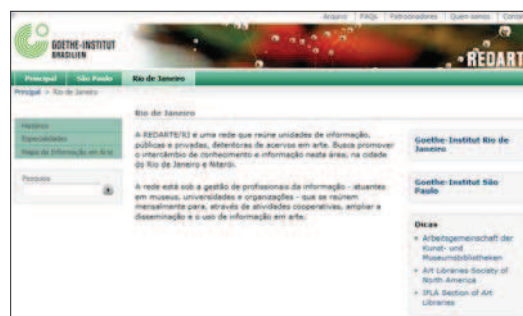 Arquivo | FAQs | Patrocinadores | Quem somos |
GOETHE-INSTITUT
BRASILIEN
REDART
Principal São Paulo Rio de Janeiro
Principal > Rio de Janeiro
Histórico
Especialidades
Mapa da Informação em Arte
Pesquisa
Rio de Janeiro
A REDARTE/RJ é uma rede que reúne unidades de informação,
públicas e privadas, detentoras de acervos em arte. Busca promover
o intercâmbio de conhecimento e informação nesta área, na cidade
do Rio de Janeiro e Niterói.
A rede está sob a gestão de profissionais da informação - atuantes
em museus, universidades e organizações - que se reúnem
mensalmente para, através de atividades cooperativas, ampliar a
disseminação e o uso de informação em arte.
Goethe-Institut Rio de
Janeiro
Goethe-Institut São
Paulo
Dicas
Arbeitsgemeinschaft der
Kunst- und
Museumsbibliotheken
Art Libraries Society of
North America
IFLA Section of Art
Libraries